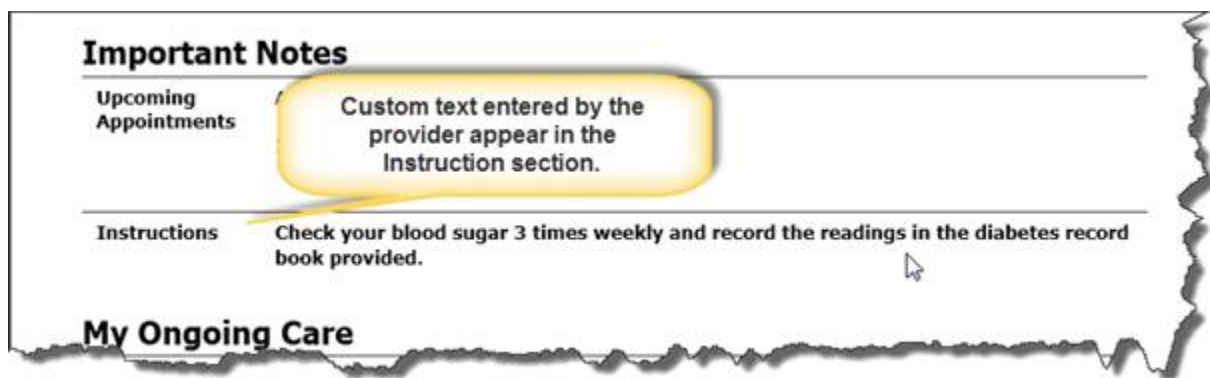 Important Notes
Upcoming
Appointments
Custom text entered by the
provider appear in the
Instruction section.
Instructions
Check your blood sugar 3 times weekly and record the readings in the diabetes record
book provided.
My Ongoing Care